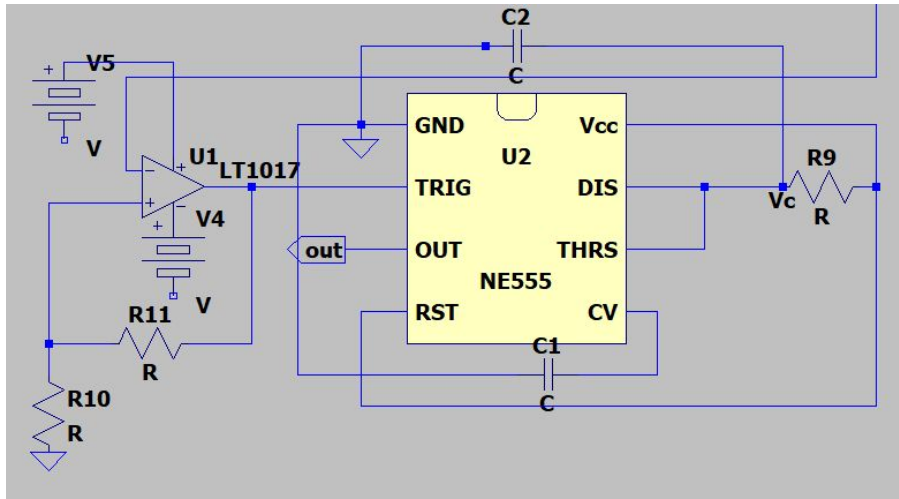 C2
C
V5
V
U1
LT1017
V4
V
R11
R
R10
R
GND
Vcc
U2
TRIG
DIS
OUT
THRS
NE555
RST
CV
out
R9
Vc
R
C1
C